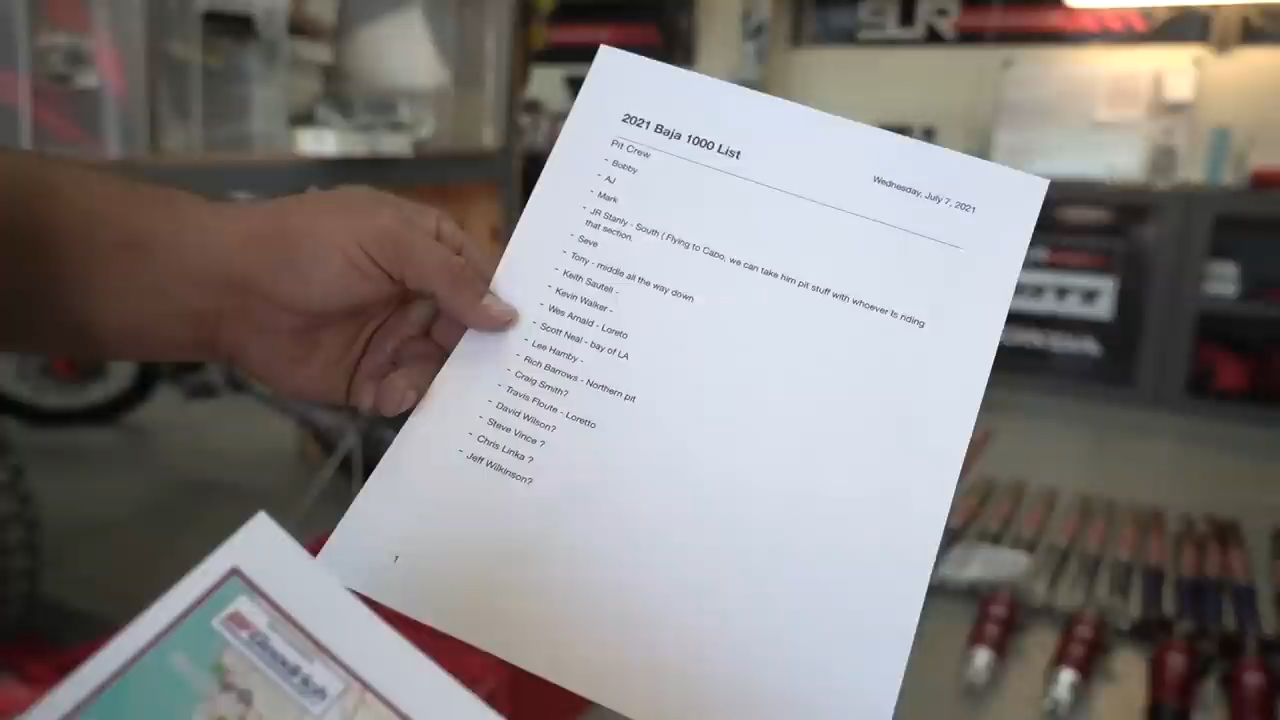 SLR
2021 Baja 1000 List
Wednesday, July 7, 2021
Pit Crew
- Bobby
- AJ
- Mark
- JR Stanly - South ( Flying to Cabo, we can take him pit stuff with whoever is riding
that section.
- Seve
- Tony - middle all the way down
- Keith Sautell -
- Kevin Walker -
- Wes Arnald - Loreto
- Scott Neal - bay of LA
- Lee Hamby -
- Rich Barrows - Northern pit
- Craig Smith?
- Travis Floute - Loretto
- David Wilson?
- Steve Vince ?
- Chris Linka ?
- Jeff Wilkinson?
1
BFGoodrich
HONDA